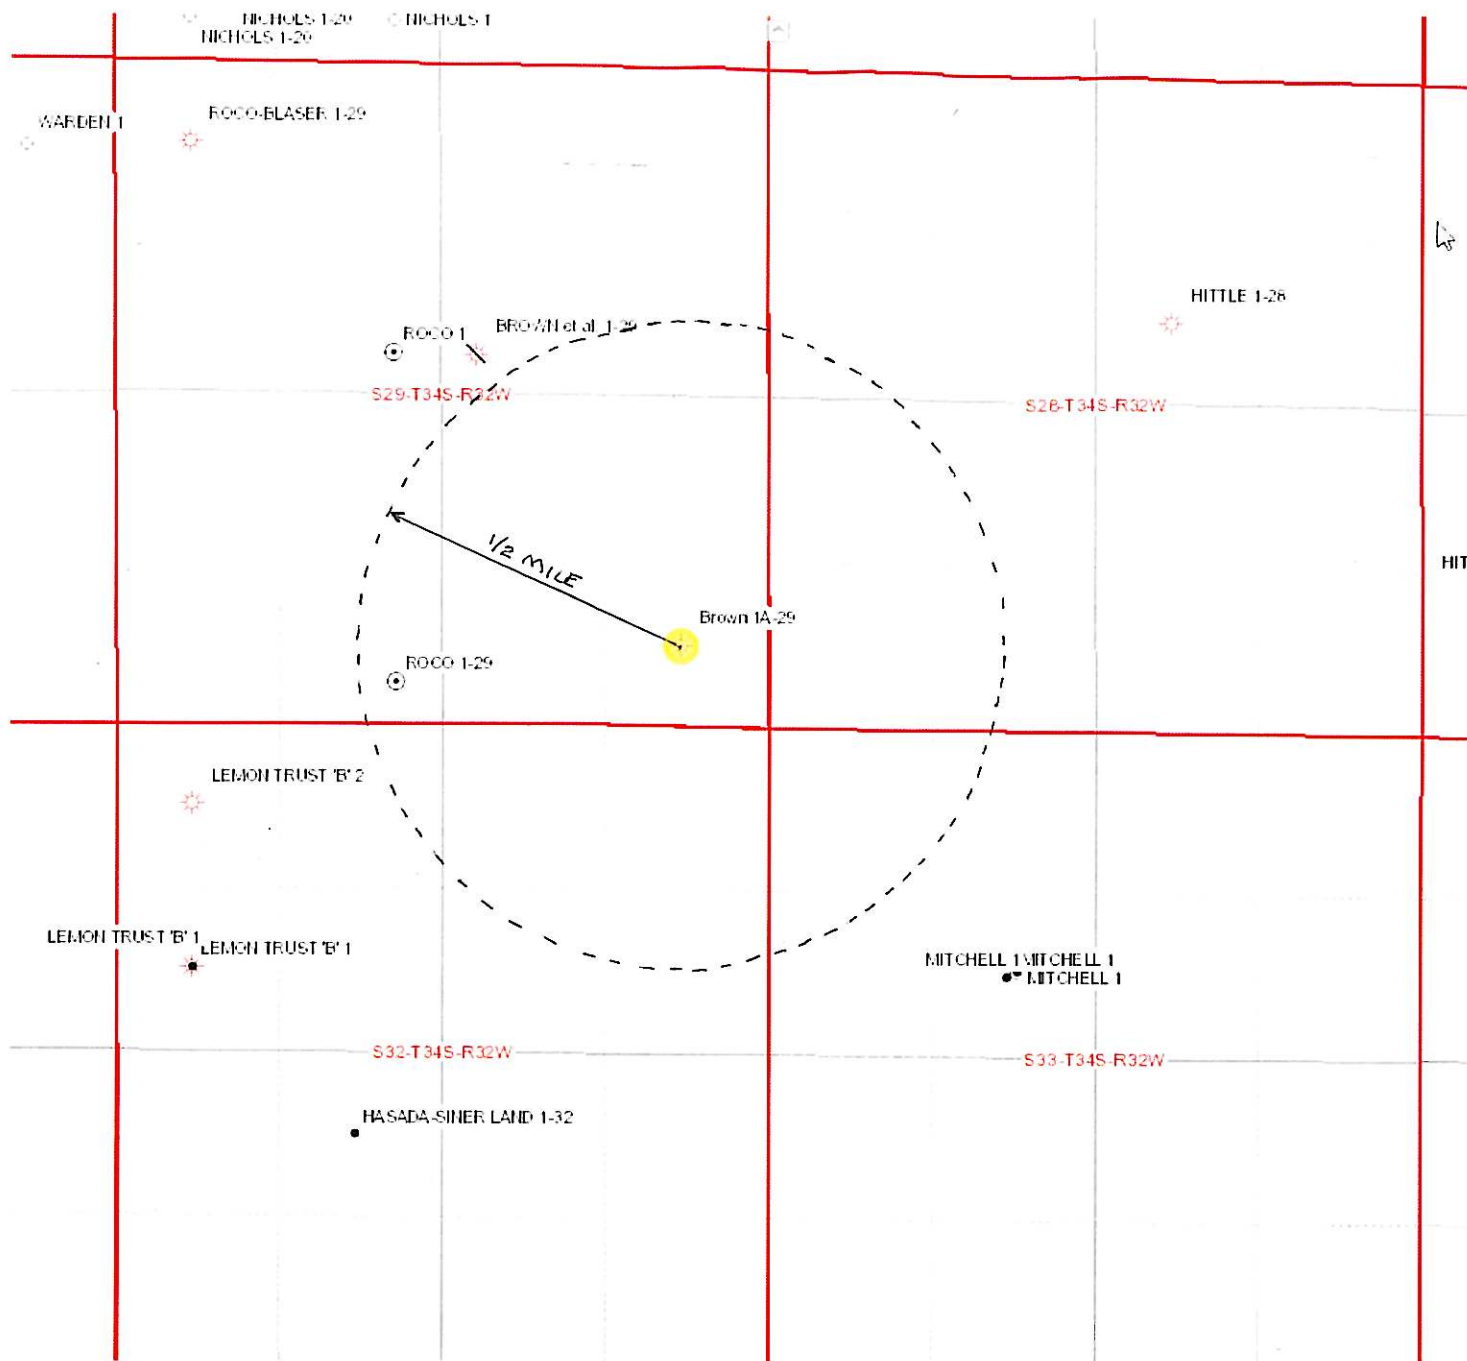 NICHOLS 1-20
NICHOLS 1
NICHOLS 1-20
WARDEN 1
ROCO-BLASER 1-29
HITTLE 1-28
ROCO 1
BROWN et al 1-29
S29-T34S-R32W
S28-T34S-R32W
1/2 MILE
HIT
Brown 1A-29
ROCO 1-29
LEMON TRUST 'B' 2
LEMON TRUST 'B' 1
LEMON TRUST 'B' 1
MITCHELL 1
MITCHELL 1
MITCHELL 1
S32-T34S-R32W
S33-T34S-R32W
HASADA-SINER LAND 1-32